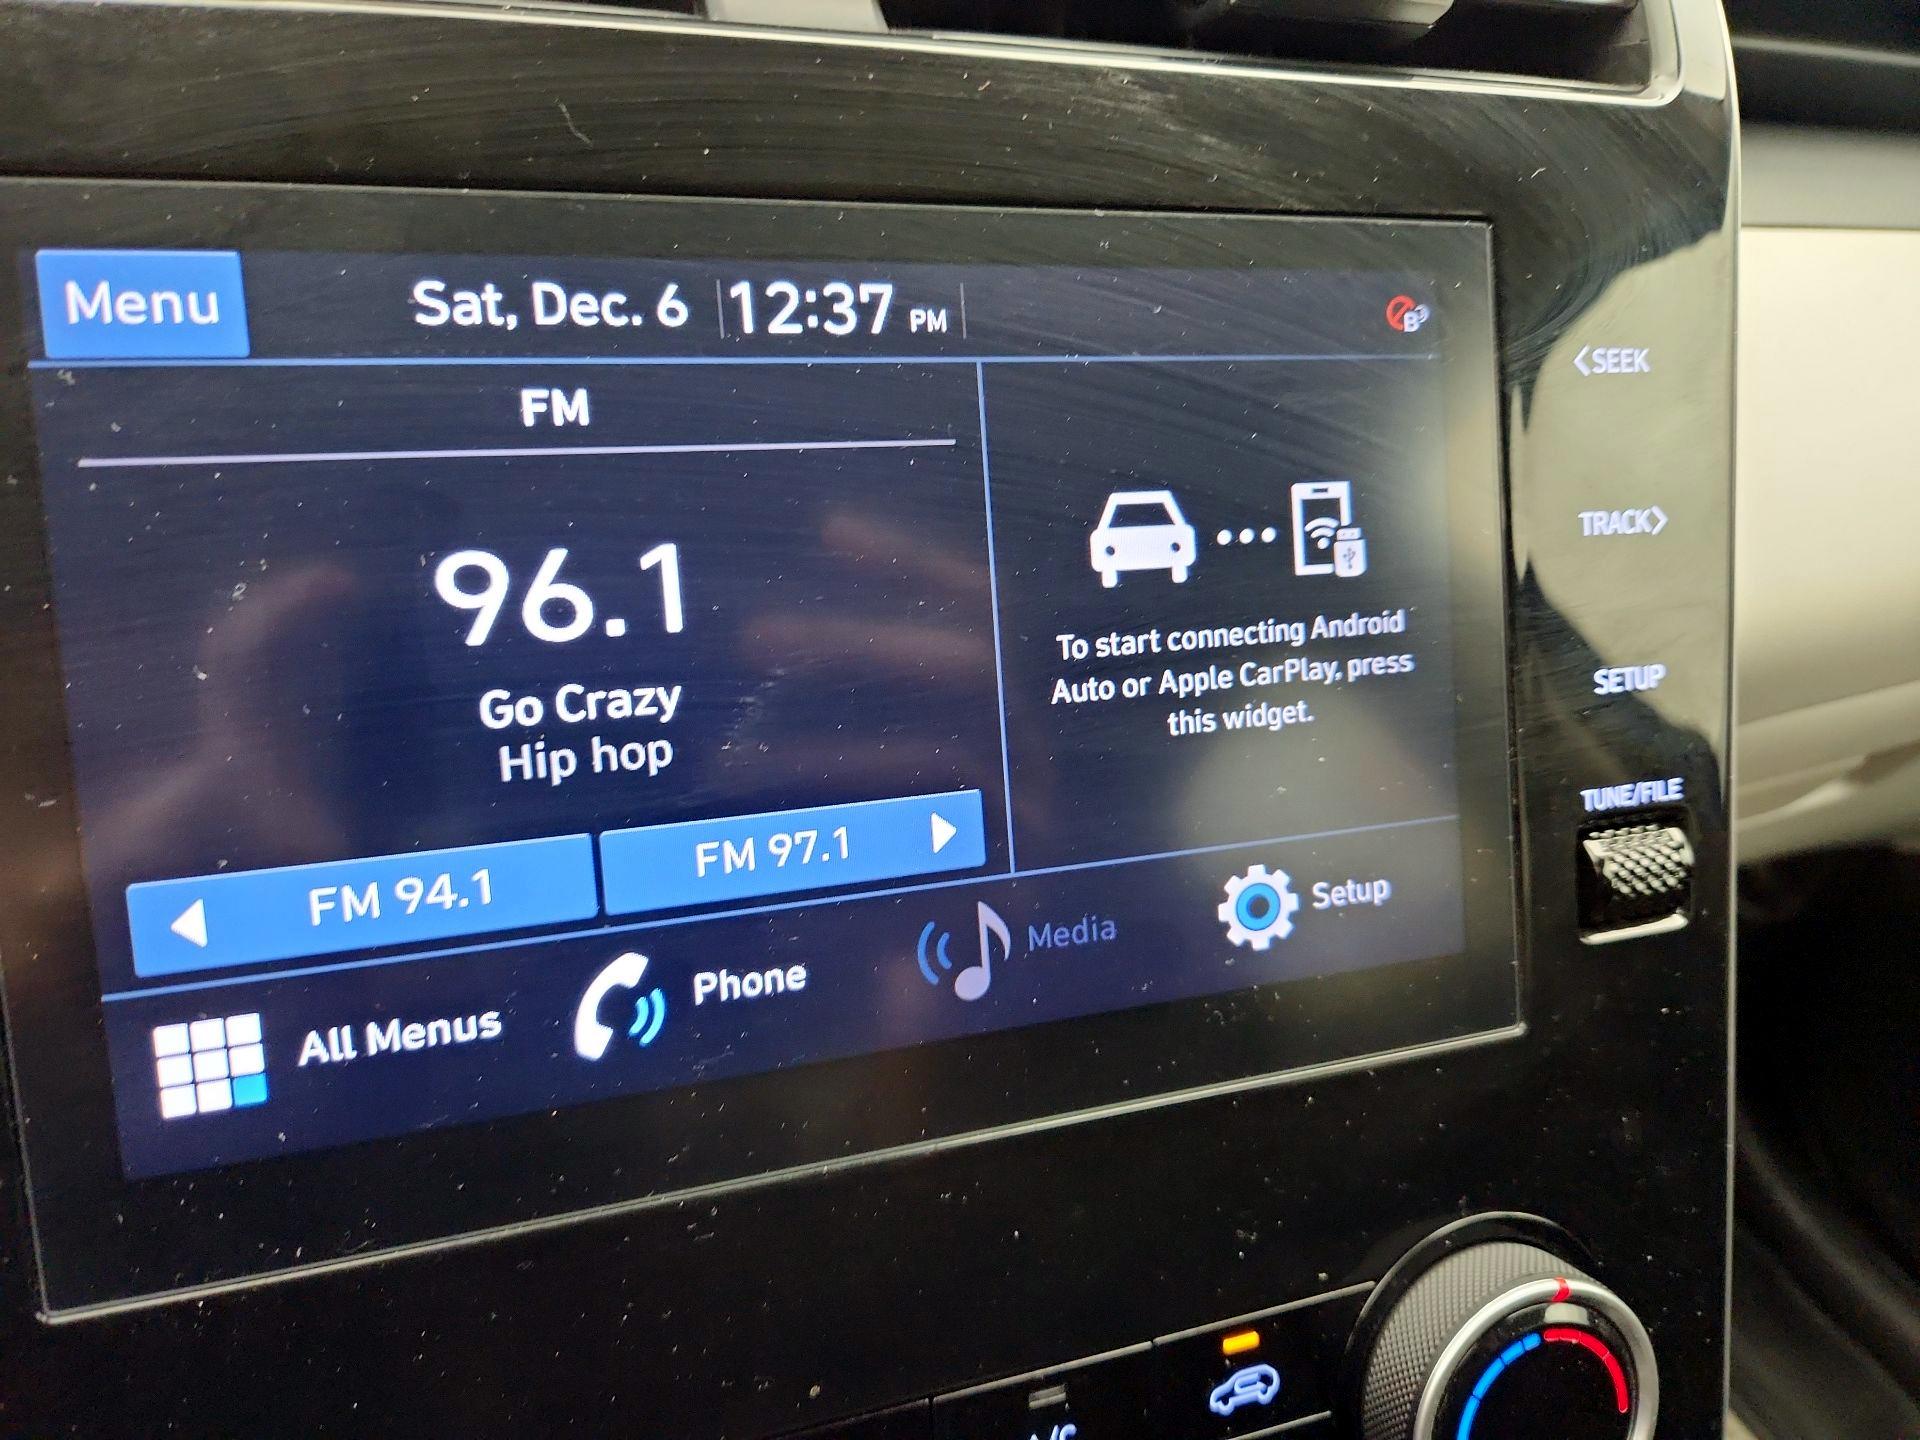 Menu
Sat, Dec. 6
12:37 PM
B
FM
96.1
Go Crazy
Hip hop
FM 94.1
FM 97.1
To start connecting Android
Auto or Apple CarPlay, press
this widget.
All Menus
Phone
Media
Setup
<SEEK
TRACK>
SETUP
TUNE/FILE
A/C